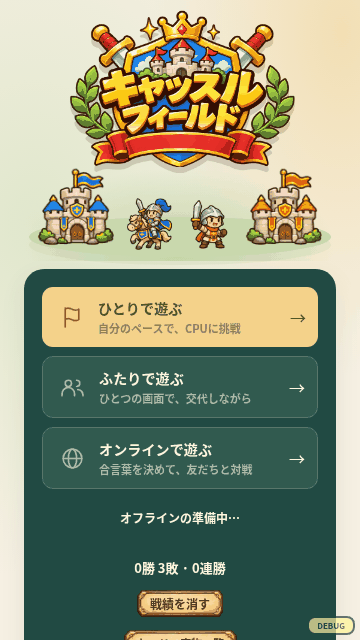 キャッスル
フィールド
ひとりで遊ぶ
自分のペースで、CPUに挑戦
ふたりで遊ぶ
ひとつの画面で、交代しながら
オンラインで遊ぶ
合言葉を決めて、友だちと対戦
オフラインの準備中…
0勝 3敗・0連勝
戦績を消す
DEBUG